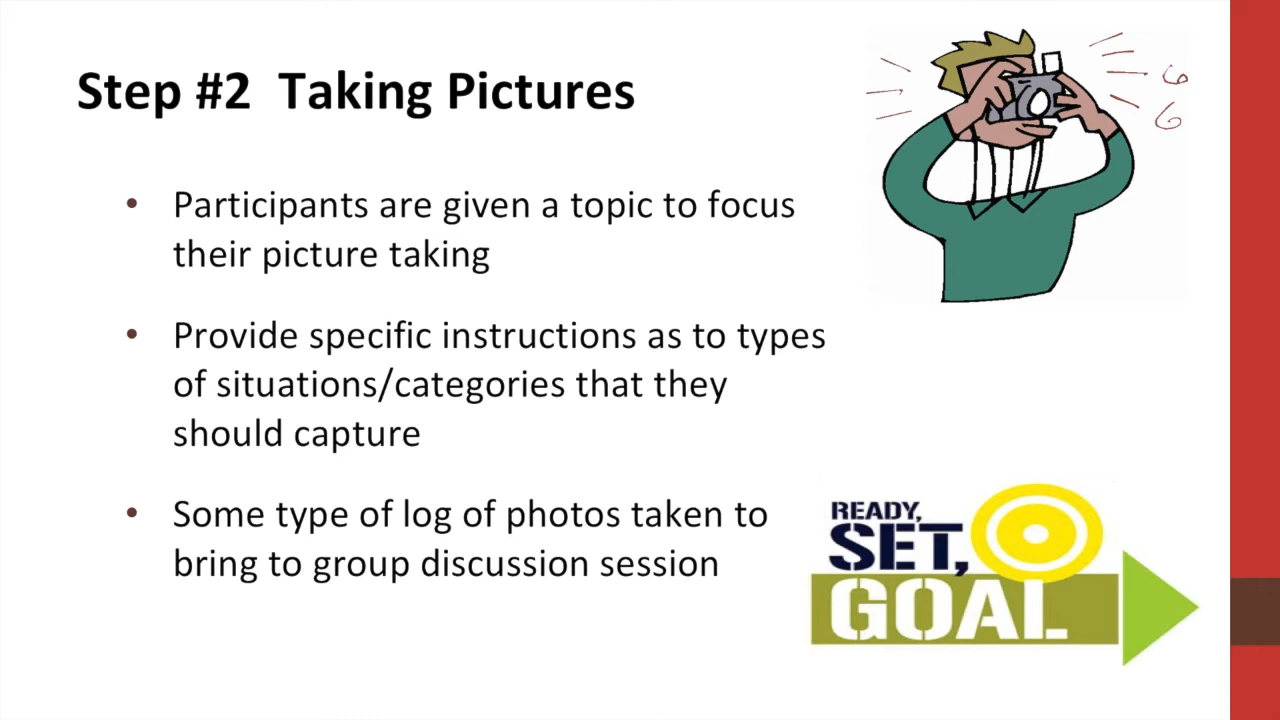 Step #2  Taking Pictures
• Participants are given a topic to focus
their picture taking
• Provide specific instructions as to types
of situations/categories that they
should capture
• Some type of log of photos taken to
bring to group discussion session
READY,
SET,
GOAL